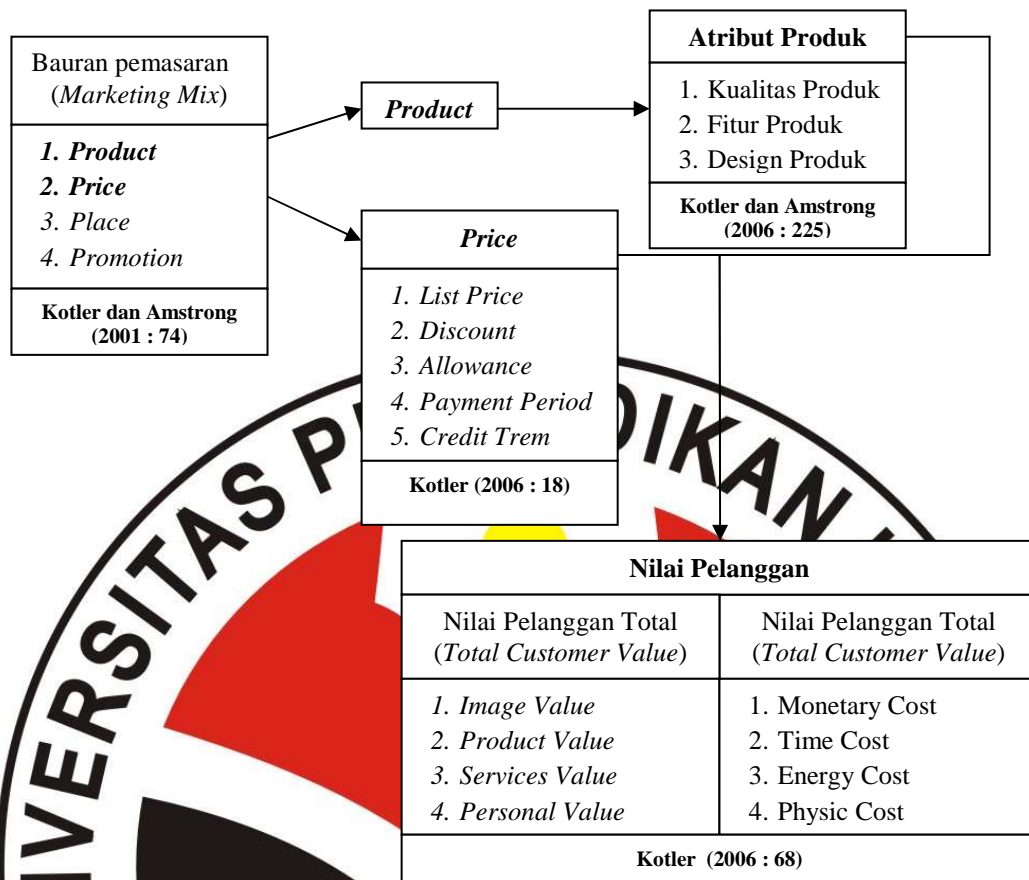 Bauran pemasaran
(Marketing Mix)
1. Product
2. Price
3. Place
4. Promotion
Kotler dan Amstrong
(2001 : 74)
Product
Atribut Produk
1. Kualitas Produk
2. Fitur Produk
3. Design Produk
Kotler dan Amstrong
(2006 : 225)
Price
1. List Price
2. Discount
3. Allowance
4. Payment Period
5. Credit Trem
Kotler (2006 : 18)
Nilai Pelanggan
Nilai Pelanggan Total
(Total Customer Value)
1. Image Value
2. Product Value
3. Services Value
4. Personal Value
Nilai Pelanggan Total
(Total Customer Value)
1. Monetary Cost
2. Time Cost
3. Energy Cost
4. Physic Cost
Kotler (2006 : 68)